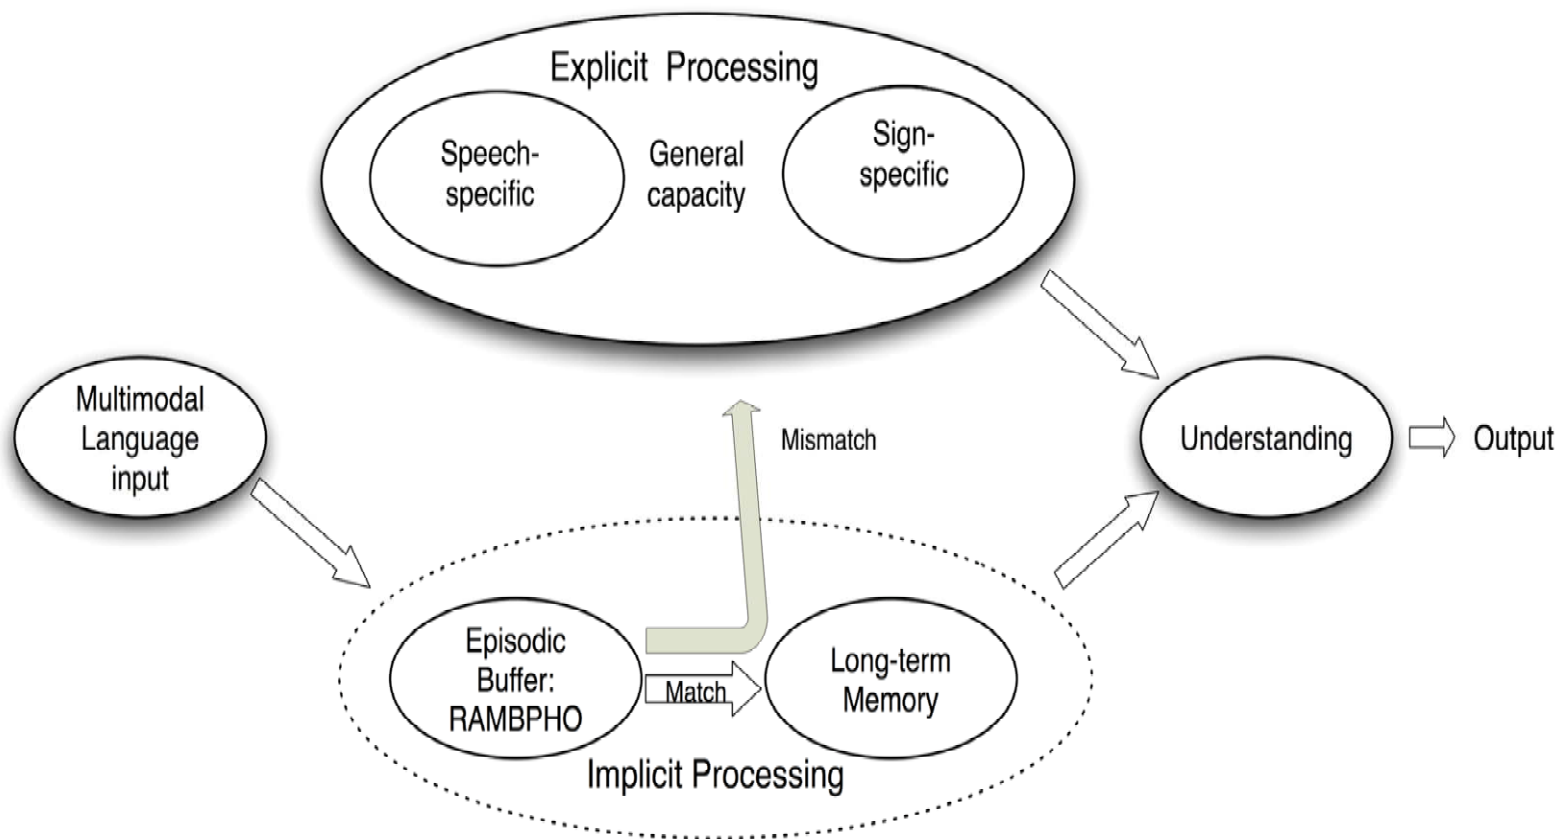 Explicit Processing
Speech-
specific
General
capacity
Sign-
specific
Multimodal
Language
input
Mismatch
Understanding
Output
Episodic
Buffer:
RAMBPHO
Match
Long-term
Memory
Implicit Processing